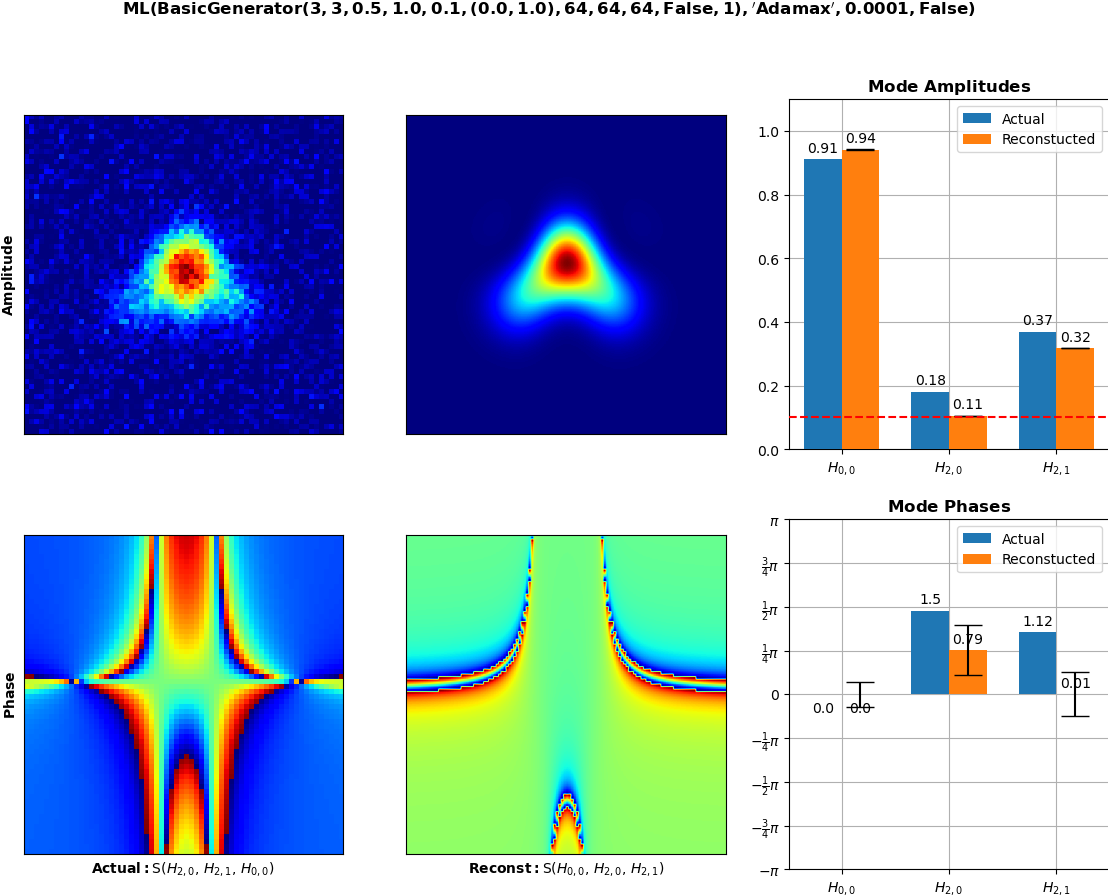 ML(BasicGenerator(3, 3, 0.5, 1.0, 0.1, (0.0, 1.0), 64, 64, 64, False, 1), ′Adamax′, 0.0001, False)
Amplitude
Mode Amplitudes
Actual
Reconstucted
1.0
0.8
0.6
0.4
0.2
0.0
0.91
0.94
0.18
0.11
0.37
0.32
H0,0
H2,0
H2,1
Phase
Actual: S(H2,0, H2,1, H0,0)
Reconst: S(H0,0, H2,0, H2,1)
Mode Phases
Actual
Reconstucted
π
3/4π
1/2π
1/4π
0
−1/4π
−1/2π
−3/4π
−π
0.0
0.0
1.5
0.79
1.12
0.01
H0,0
H2,0
H2,1